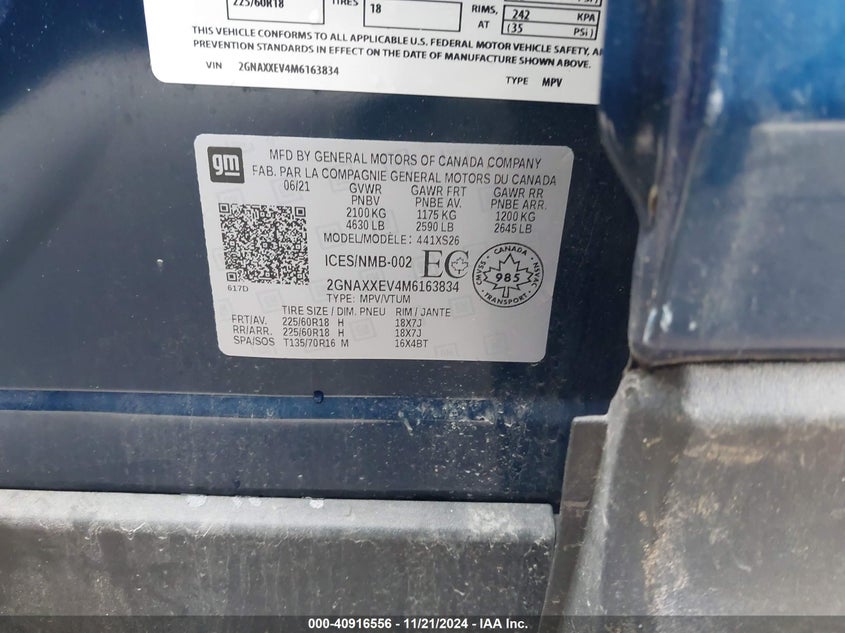 225/60R18 TIRES 18 RIMS, 242 KPA
AT (35 PSi)
THIS VEHICLE CONFORMS TO ALL APPLICABLE U.S. FEDERAL MOTOR VEHICLE SAFETY,
PREVENTION STANDARDS IN EFFECT ON THE DATE OF MANUFACTURE SHOWN ABOVE.
VIN 2GNAXXEV4M6163834 TYPE MPV
gm
MFD BY GENERAL MOTORS OF CANADA COMPANY
FAB. PAR LA COMPAGNIE GENERAL MOTORS DU CANADA
06/21 GVWR GAWR FRT GAWR RR
PNBV PNBE AV. PNBE ARR.
2100 KG 1175 KG 1200 KG
4630 LB 2590 LB 2645 LB
MODEL/MODÈLE: 441XS26
ICES/NMB-002 EC
CANADA
CMVSS 985 NSVAC
TRANSPORT
617D
2GNAXXEV4M6163834
TYPE: MPV/VTUM
TIRE SIZE / DIM. PNEU RIM / JANTE
FRT/AV. 225/60R18 H 18X7J
RR/ARR. 225/60R18 H 18X7J
SPA/SOS T135/70R16 M 16X4BT
000-40916556 - 11/21/2024 - IAA Inc.